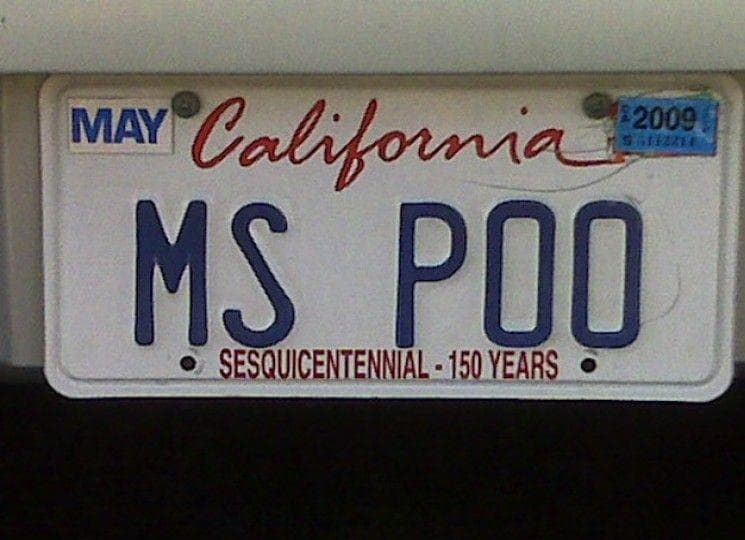 MAY California 2009
MS POO
SESQUICENTENNIAL - 150 YEARS